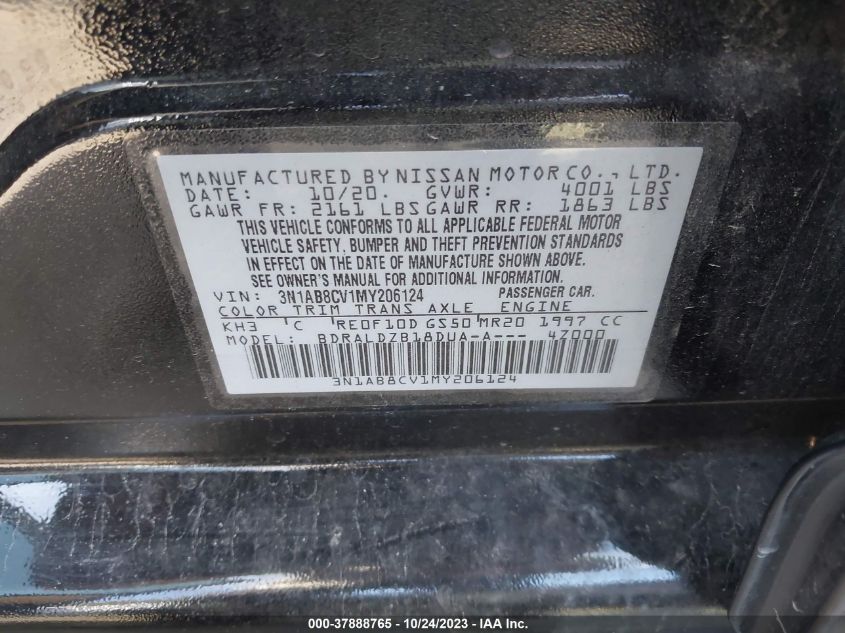 MANUFACTURED BY NISSAN MOTOR CO., LTD.
DATE: 10/20. GVWR: 4001 LBS
GAWR FR: 2161 LBS GAWR RR: 1863 LBS
THIS VEHICLE CONFORMS TO ALL APPLICABLE FEDERAL MOTOR
VEHICLE SAFETY, BUMPER AND THEFT PREVENTION STANDARDS
IN EFFECT ON THE DATE OF MANUFACTURE SHOWN ABOVE.
SEE OWNER'S MANUAL FOR ADDITIONAL INFORMATION.
VIN: 3N1AB8CV1MY206124 PASSENGER CAR.
COLOR TRIM TRANS AXLE ENGINE
KH3 C RE0F10D GS50 MR20 1997 CC
MODEL: BDRALDZB18DUA-A--- 4Z000
3N1AB8CV1MY206124
000-37888765 - 10/24/2023 - IAA Inc.